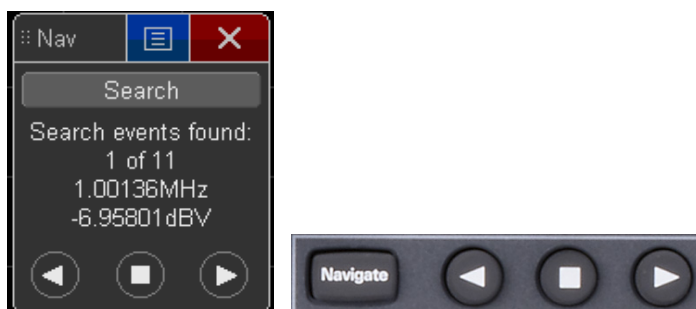 Nav
Search
Search events found:
1 of 11
1.00136MHz
-6.95801dBV
Navigate